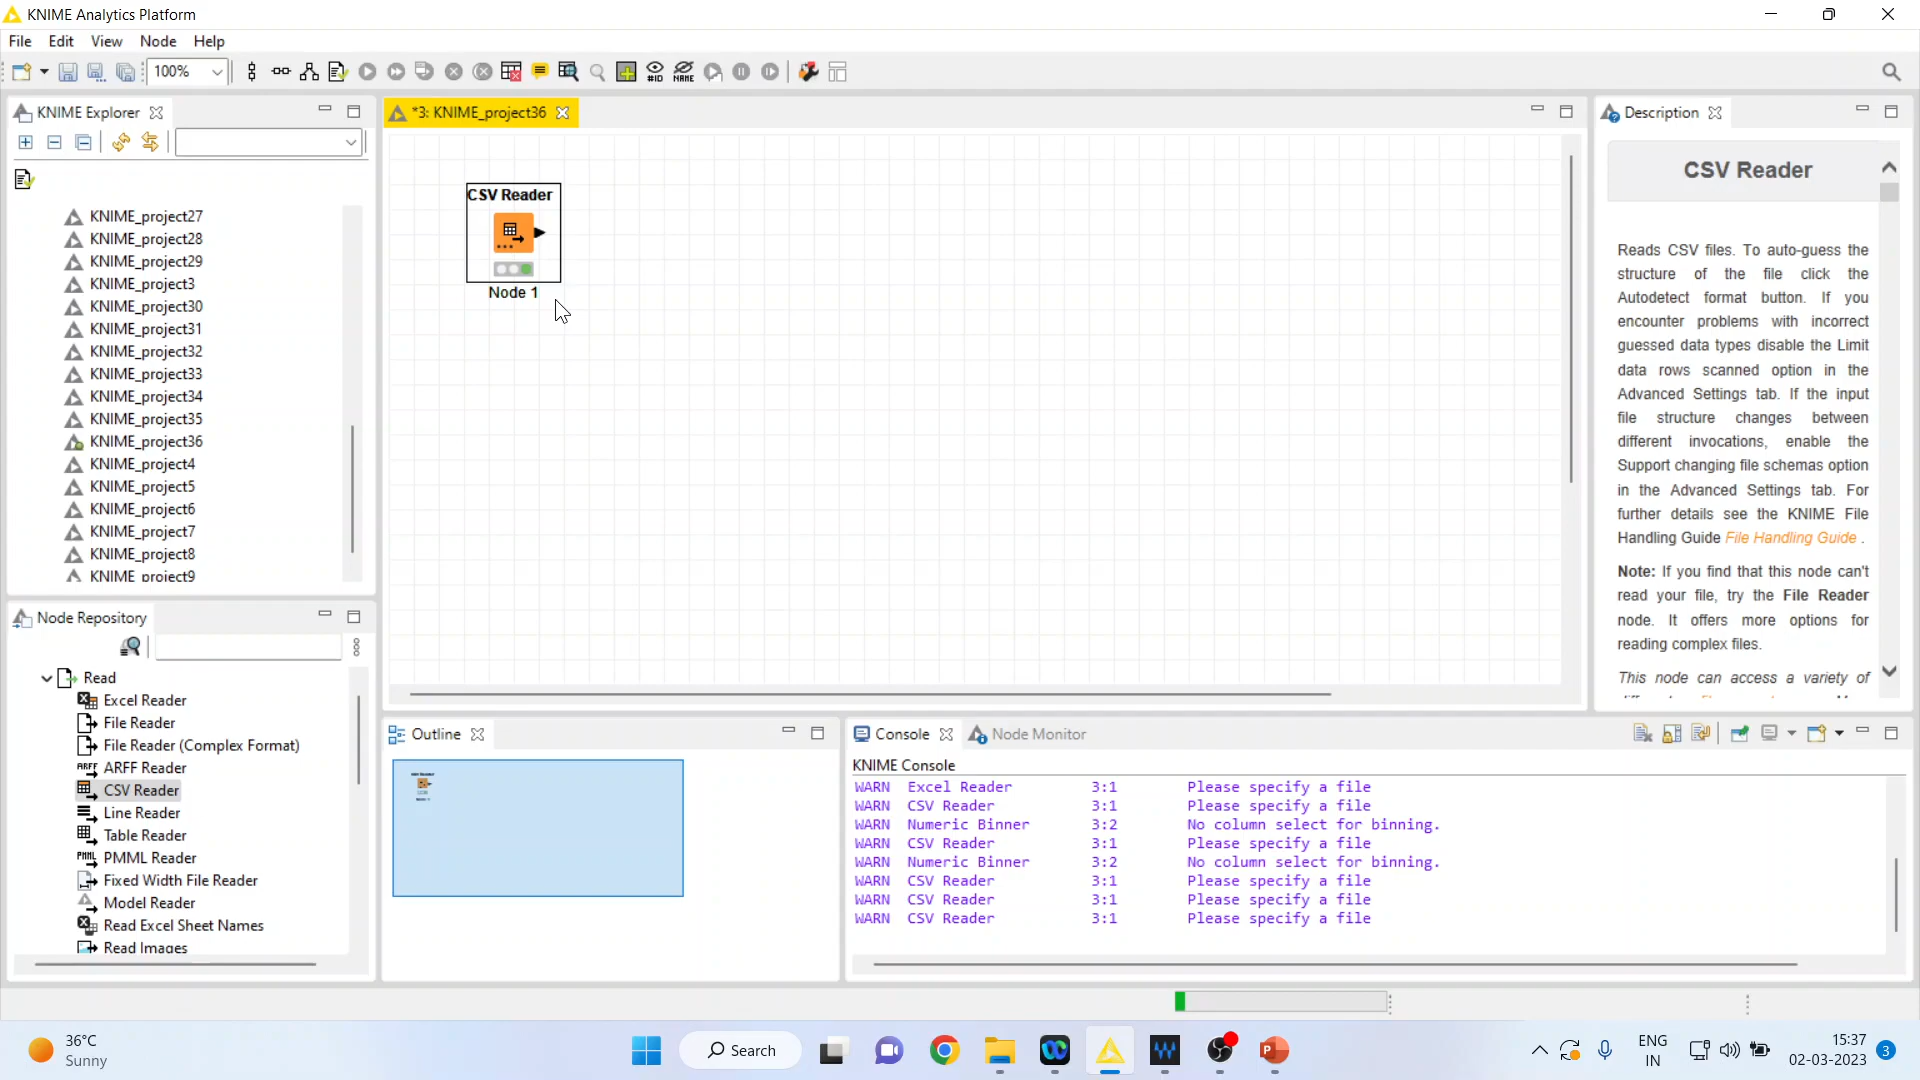 KNIME Analytics Platform
File Edit View Node Help
100%
#ID
NAME
KNIME Explorer
KNIME_project27
KNIME_project28
KNIME_project29
KNIME_project3
KNIME_project30
KNIME_project31
KNIME_project32
KNIME_project33
KNIME_project34
KNIME_project35
KNIME_project36
KNIME_project4
KNIME_project5
KNIME_project6
KNIME_project7
KNIME_project8
KNIME_project9
Node Repository
Read
Excel Reader
File Reader
File Reader (Complex Format)
ARFF ARFF Reader
CSV Reader
Line Reader
Table Reader
PMML PMML Reader
Fixed Width File Reader
Model Reader
Read Excel Sheet Names
Read Images
*3: KNIME_project36
CSV Reader
Node 1
Outline
Console Node Monitor
KNIME Console
WARN Excel Reader 3:1 Please specify a file
WARN CSV Reader 3:1 Please specify a file
WARN Numeric Binner 3:2 No column select for binning.
WARN CSV Reader 3:1 Please specify a file
WARN Numeric Binner 3:2 No column select for binning.
WARN CSV Reader 3:1 Please specify a file
WARN CSV Reader 3:1 Please specify a file
WARN CSV Reader 3:1 Please specify a file
Description
CSV Reader
Reads CSV files. To auto-guess the
structure of the file click the
Autodetect format button. If you
encounter problems with incorrect
guessed data types disable the Limit
data rows scanned option in the
Advanced Settings tab. If the input
file structure changes between
different invocations, enable the
Support changing file schemas option
in the Advanced Settings tab. For
further details see the KNIME File
Handling Guide File Handling Guide .
Note: If you find that this node can't
read your file, try the File Reader
node. It offers more options for
reading complex files.
This node can access a variety of
36°C
Sunny
Search
ENG
IN
15:37
02-03-2023
3